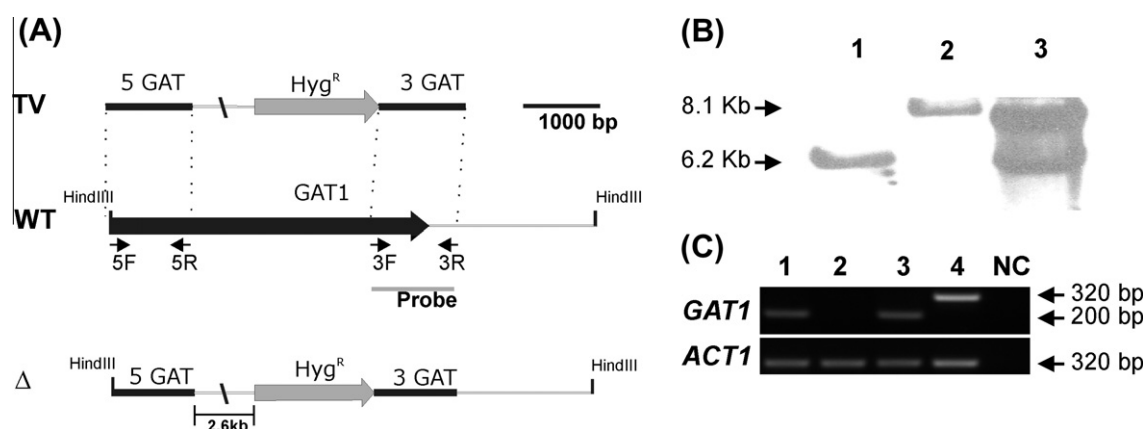 (A)
5 GAT
Hyg^R
3 GAT
TV
1000 bp
HindIII
GAT1
HindIII
WT
5F
5R
3F
3R
Probe
HindIII
5 GAT
Hyg^R
3 GAT
HindIII
Δ
2.6kb
(B)
1 2 3
8.1 Kb
6.2 Kb
(C)
1 2 3 4 NC
GAT1
320 bp
200 bp
ACT1
320 bp